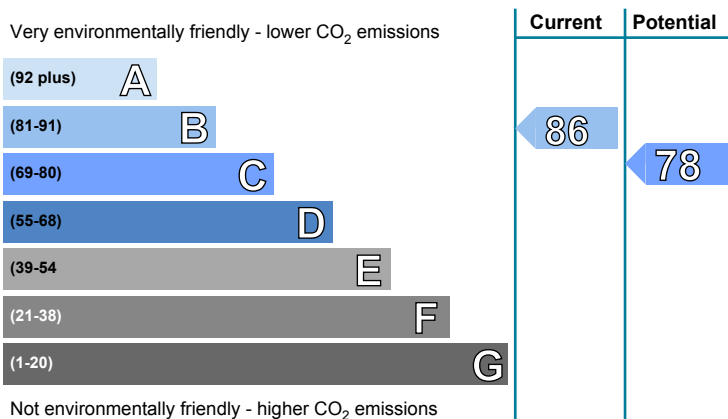 Current Potential
Very environmentally friendly - lower CO2 emissions
(92 plus) A
(81-91) B
86
(69-80) C
78
(55-68) D
(39-54 E
(21-38) F
(1-20) G
Not environmentally friendly - higher CO2 emissions